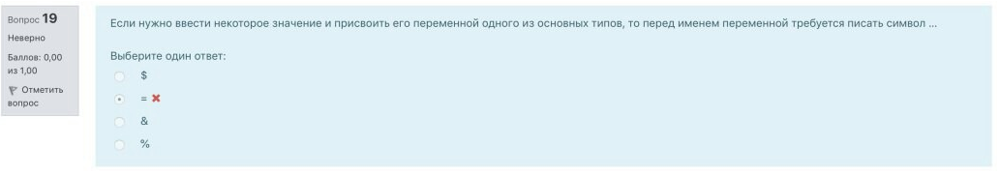 Вопрос 19
Неверно
Баллов: 0,00
из 1,00
Отметить
вопрос
Если нужно ввести некоторое значение и присвоить его переменной одного из основных типов, то перед именем переменной требуется писать символ ...
Выберите один ответ:
$
=
&
%